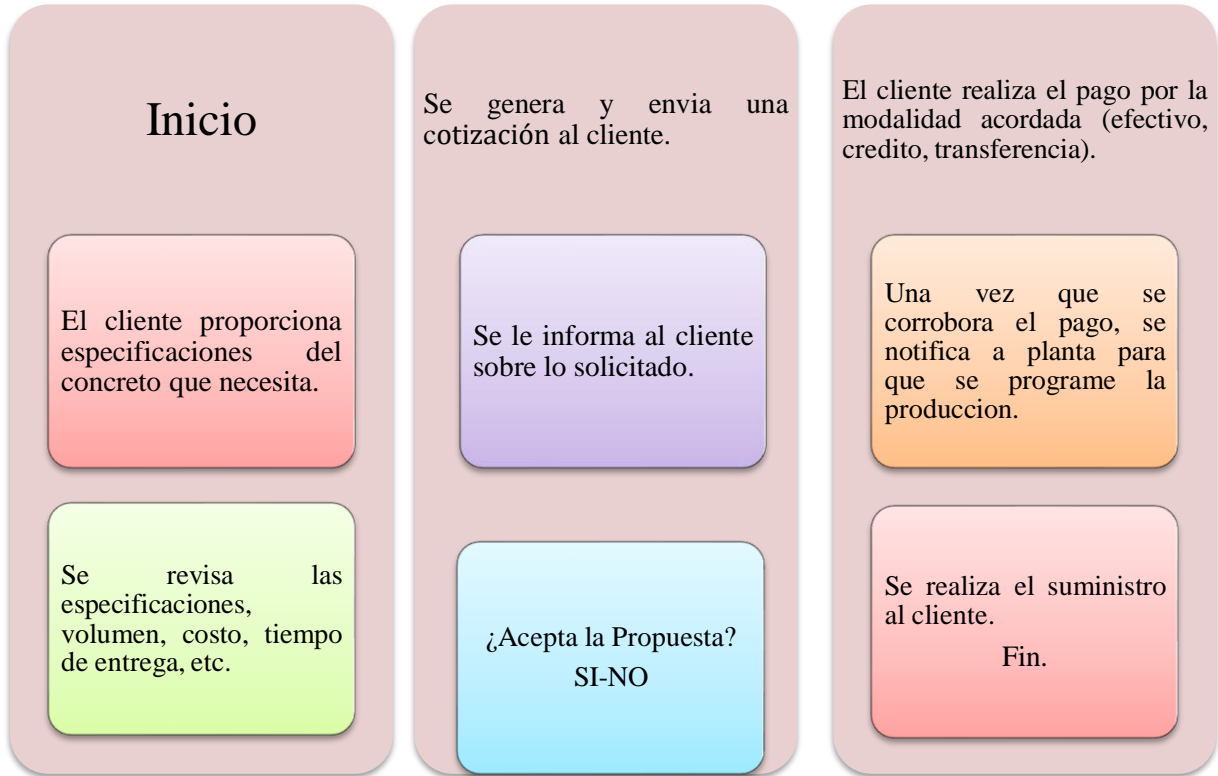 Inicio
El cliente proporciona
especificaciones del
concreto que necesita.
Se revisa las
especificaciones,
volumen, costo, tiempo
de entrega, etc.
Se genera y envia una
cotización al cliente.
Se le informa al cliente
sobre lo solicitado.
¿Acepta la Propuesta?
SI-NO
El cliente realiza el pago por la
modalidad acordada (efectivo,
credito, transferencia).
Una vez que se
corrobora el pago, se
notifica a planta para
que se programe la
produccion.
Se realiza el suministro
al cliente.
Fin.